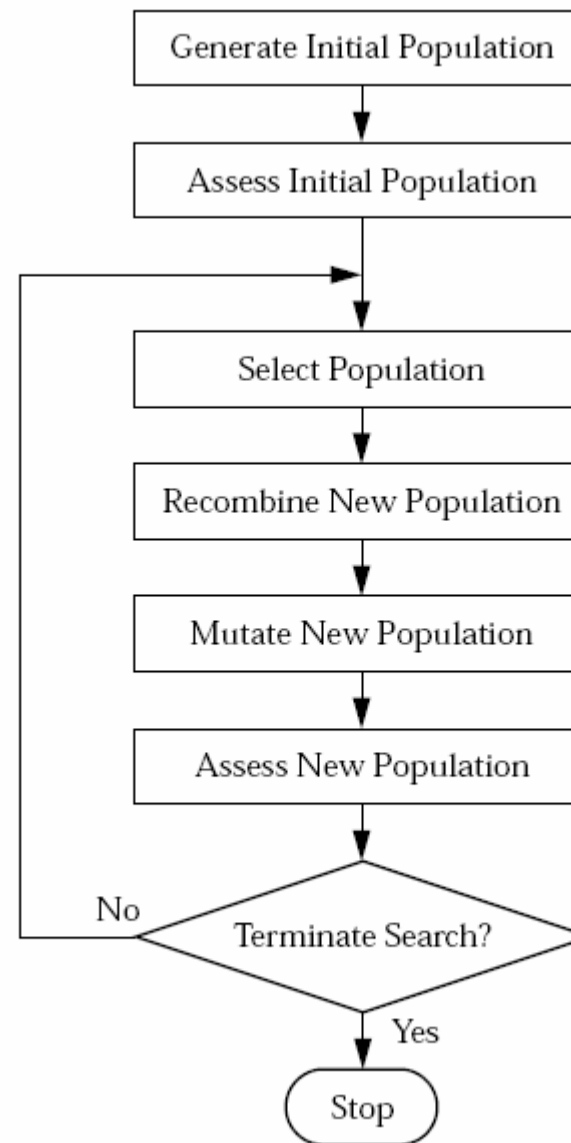 Generate Initial Population
Assess Initial Population
Select Population
Recombine New Population
Mutate New Population
Assess New Population
No
Terminate Search?
Yes
Stop